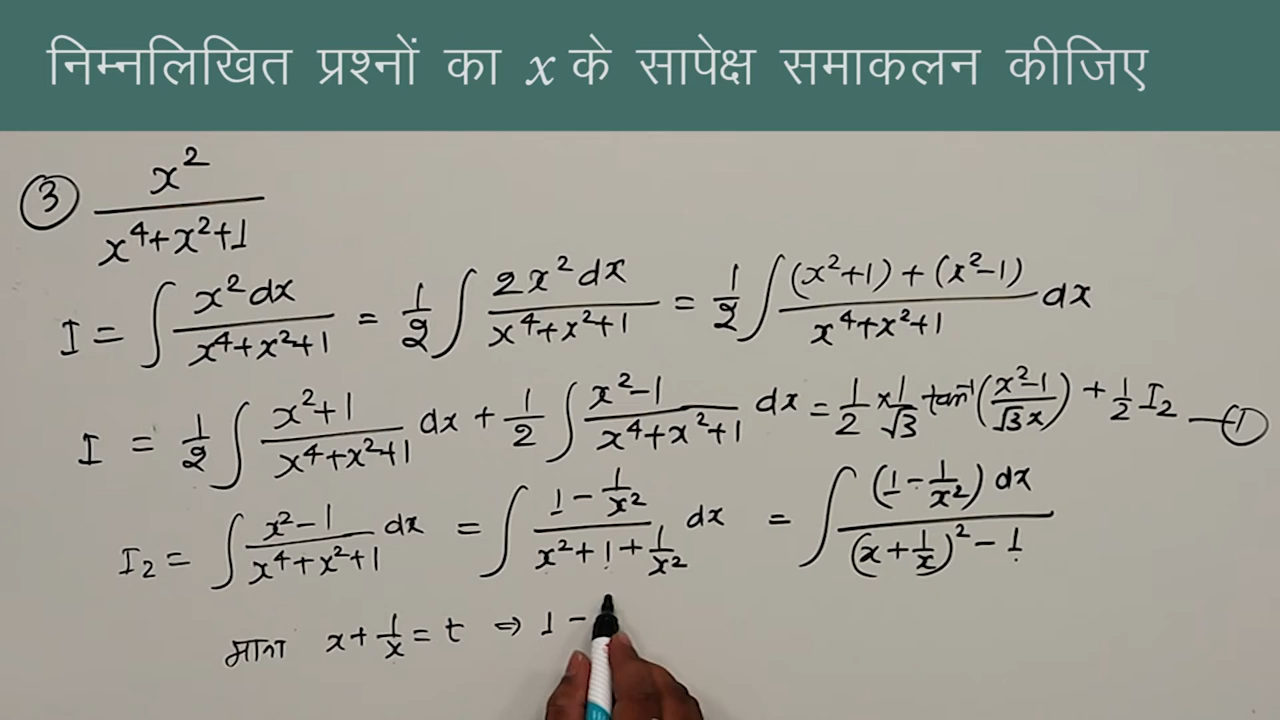 निम्नलिखित प्रश्नों का x के सापेक्ष समाकलन कीजिए
③ x²/(x⁴+x²+1)
I = ∫ x²dx/(x⁴+x²+1) = 1/2 ∫ 2x²dx/(x⁴+x²+1) = 1/2 ∫ ((x²+1)+(x²-1))/(x⁴+x²+1) dx
I = 1/2 ∫ (x²+1)/(x⁴+x²+1) dx + 1/2 ∫ (x²-1)/(x⁴+x²+1) dx = 1/2 × 1/√3 tan⁻¹((x²-1)/(√3x)) + 1/2 I₂ —①
I₂ = ∫ (x²-1)/(x⁴+x²+1) dx = ∫ (1-1/x²)/(x²+1+1/x²) dx = ∫ (1-1/x²)dx/((x+1/x)²-1)
माना x+1/x = t ⇒ 1-